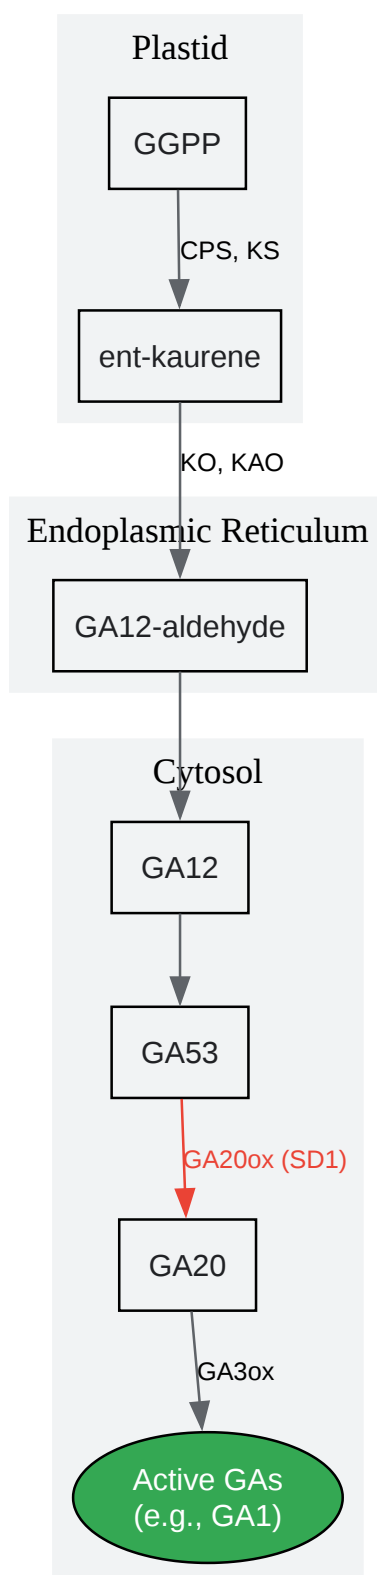 Plastid
GGPP
CPS, KS
ent-kaurene
KO, KAO
Endoplasmic Reticulum
GA12-aldehyde
Cytosol
GA12
GA53
GA20ox (SD1)
GA20
GA3ox
Active GAs
(e.g., GA1)